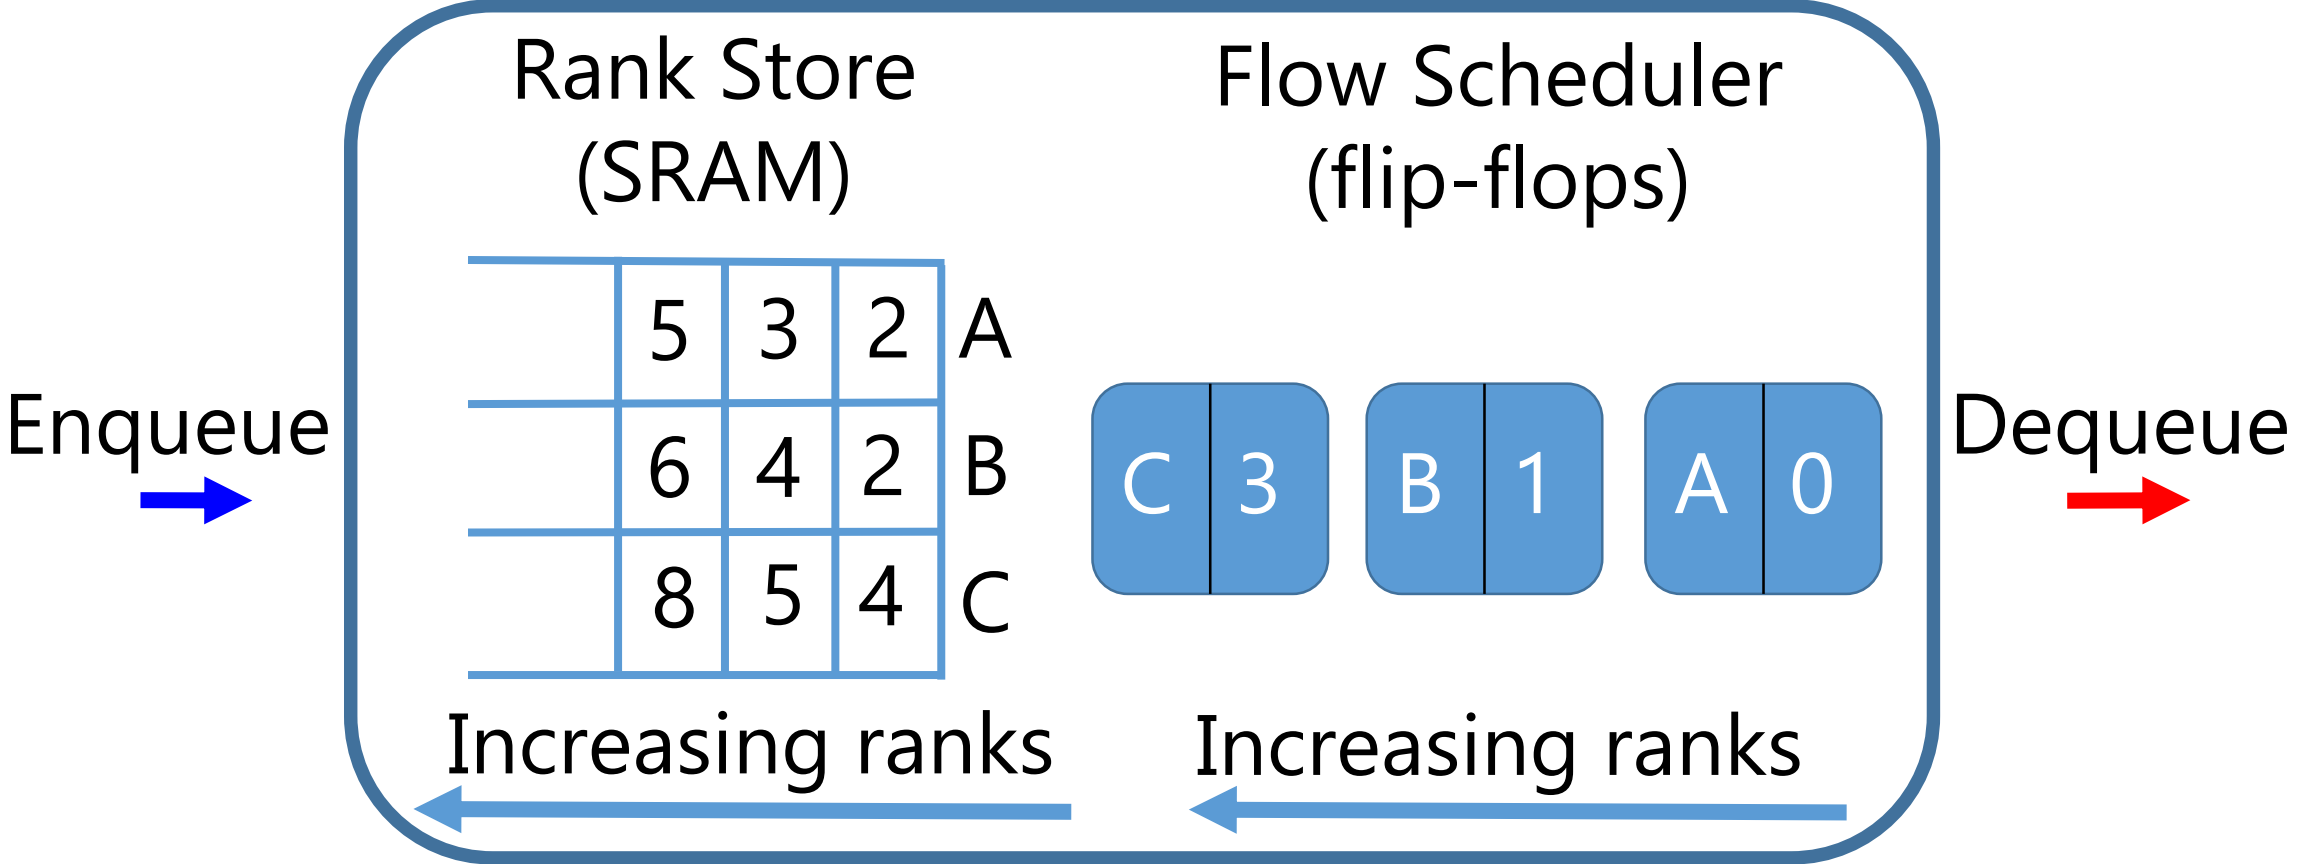 Rank Store
(SRAM)
Flow Scheduler
(flip-flops)
Enqueue
5 3 2 A
6 4 2 B
8 5 4 C
C 3 B 1 A 0
Dequeue
Increasing ranks
Increasing ranks